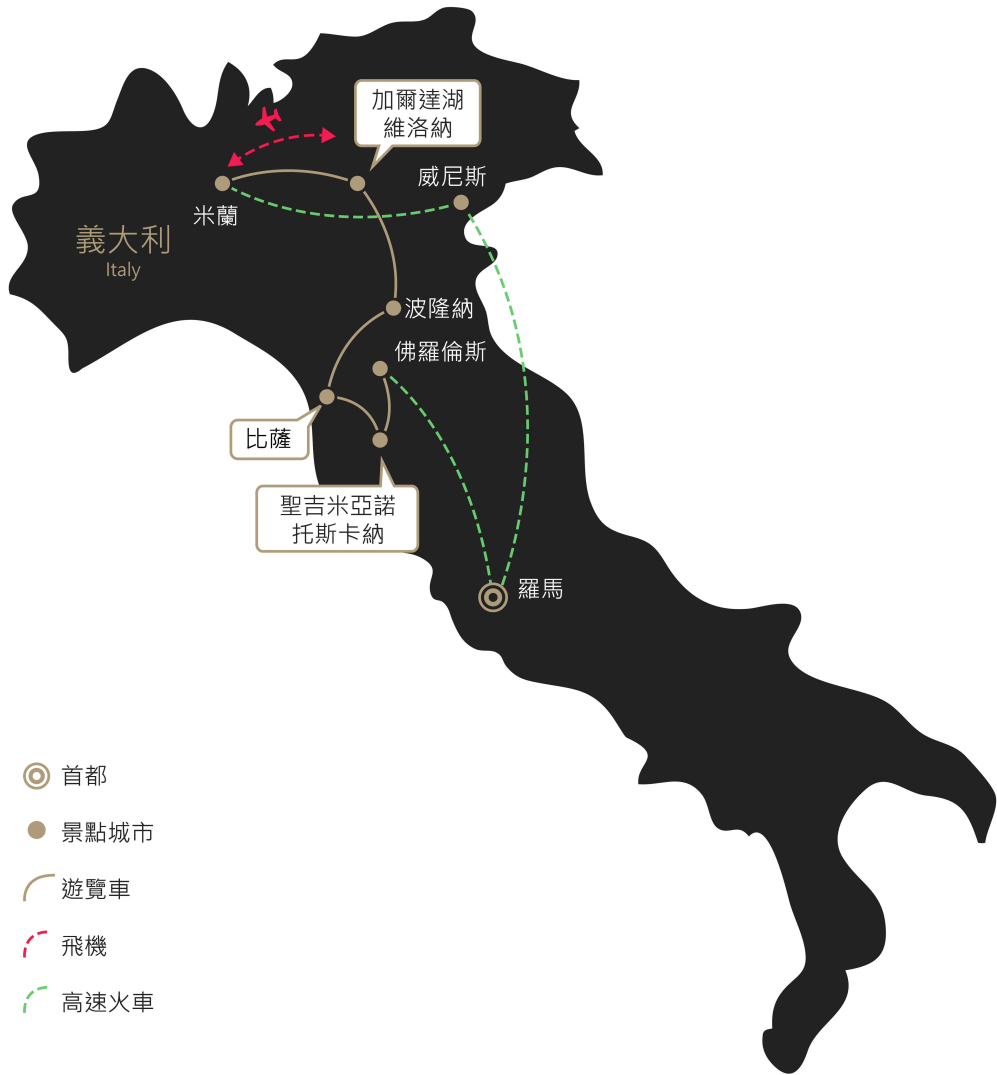 加爾達湖
維洛納
威尼斯
米蘭
義大利
Italy
波隆納
佛羅倫斯
比薩
聖吉米亞諾
托斯卡納
羅馬
首都
景點城市
遊覽車
飛機
高速火車